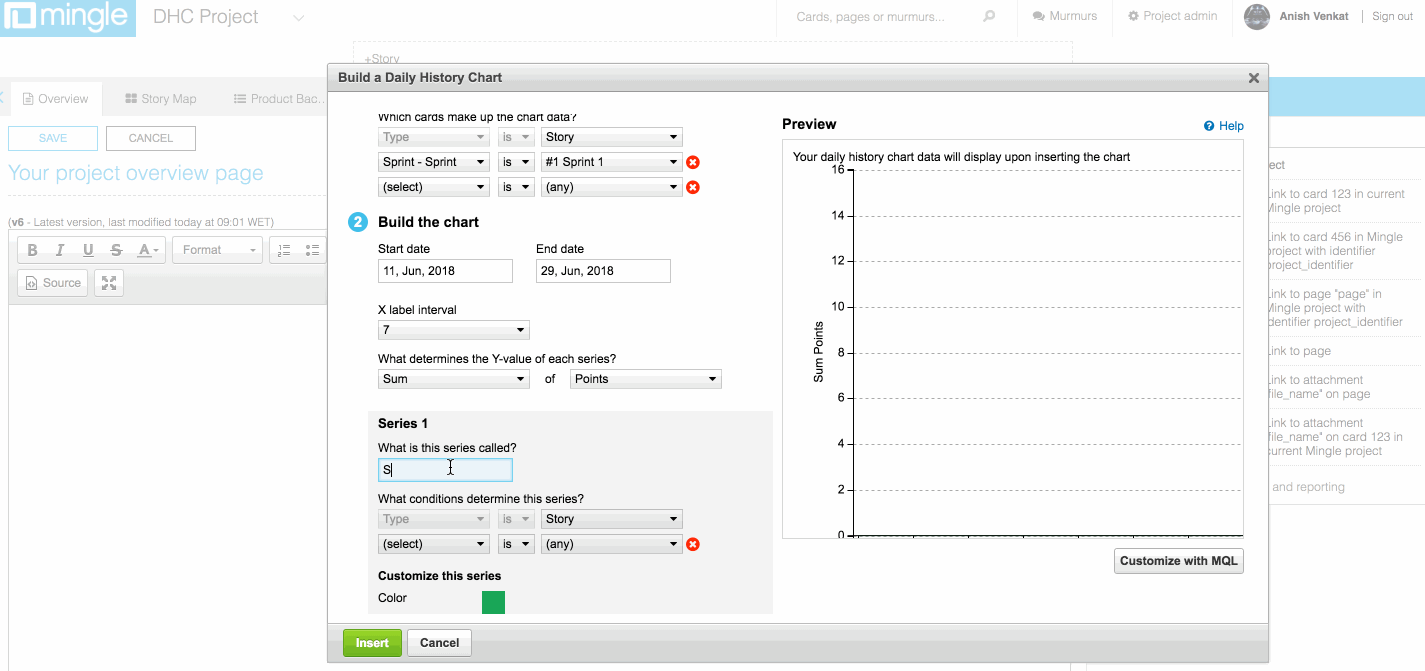 mingle
DHC Project
Cards, pages or murmurs...
Murmurs
Project admin
Anish Venkat
Sign out
+Story
Overview
Story Map
Product Bac...
SAVE
CANCEL
Your project overview page
(v6 - Latest version, last modified today at 09:01 WET)
B I U S A
Format
Source
Build a Daily History Chart
Which cards make up the chart data?
Type is Story
Sprint - Sprint is #1 Sprint 1
(select) is (any)
2 Build the chart
Start date End date
11, Jun, 2018 29, Jun, 2018
X label interval
7
What determines the Y-value of each series?
Sum of Points
Series 1
What is this series called?
S
What conditions determine this series?
Type is Story
(select) is (any)
Customize this series
Color
Insert
Cancel
Preview
Help
Your daily history chart data will display upon inserting the chart
16
14
12
10
8
6
4
2
0
Sum Points
Customize with MQL
Link to card 123 in current
Mingle project
Link to card 456 in Mingle
project with identifier
project_identifier
Link to page "page" in
Mingle project with
identifier project_identifier
Link to page
Link to attachment
"file_name" on page
Link to attachment
"file_name" on card 123 in
current Mingle project
and reporting